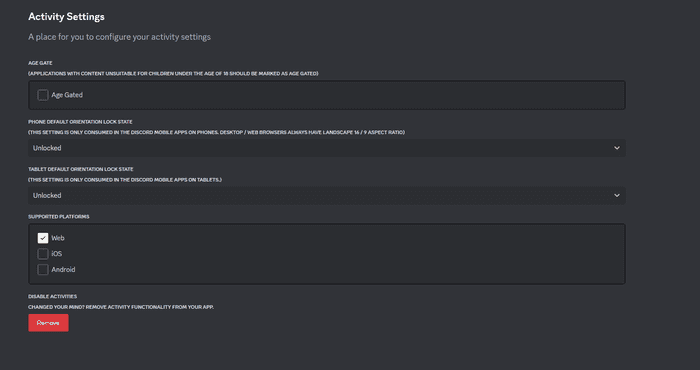 Activity Settings
A place for you to configure your activity settings
AGE GATE
(APPLICATIONS WITH CONTENT UNSUITABLE FOR CHILDREN UNDER THE AGE OF 18 SHOULD BE MARKED AS AGE GATED)
Age Gated
PHONE DEFAULT ORIENTATION LOCK STATE
(THIS SETTING IS ONLY CONSUMED IN THE DISCORD MOBILE APPS ON PHONES. DESKTOP / WEB BROWSERS ALWAYS HAVE LANDSCAPE 16 / 9 ASPECT RATIO)
Unlocked
TABLET DEFAULT ORIENTATION LOCK STATE
(THIS SETTING IS ONLY CONSUMED IN THE DISCORD MOBILE APPS ON TABLETS.)
Unlocked
SUPPORTED PLATFORMS
Web
iOS
Android
DISABLE ACTIVITIES
CHANGED YOUR MIND? REMOVE ACTIVITY FUNCTIONALITY FROM YOUR APP.
Remove